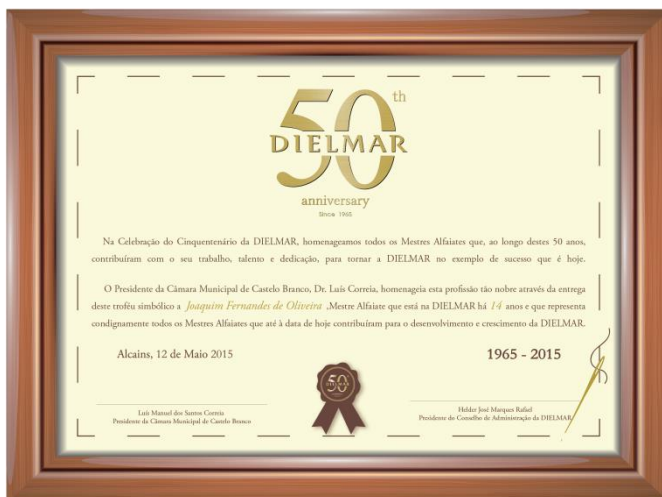 50th
DIELMAR
anniversary
Since 1965
Na Celebração do Cinquentenário da DIELMAR, homenageamos todos os Mestres Alfaiates que, ao longo destes 50 anos,
contribuíram com o seu trabalho, talento e dedicação, para tornar a DIELMAR no exemplo de sucesso que é hoje.
O Presidente da Câmara Municipal de Castelo Branco, Dr. Luís Correia, homenageia esta profissão tão nobre através da entrega
deste troféu simbólico a Joaquim Fernandes de Oliveira ,Mestre Alfaiate que está na DIELMAR há 14 anos e que representa
condignamente todos os Mestres Alfaiates que até à data de hoje contribuíram para o desenvolvimento e crescimento da DIELMAR.
Alcains, 12 de Maio 2015
1965 - 2015
50
DIELMAR
Luís Manuel dos Santos Correia
Presidente da Câmara Municipal de Castelo Branco
Helder José Marques Rafael
Presidente do Conselho de Administração da DIELMAR